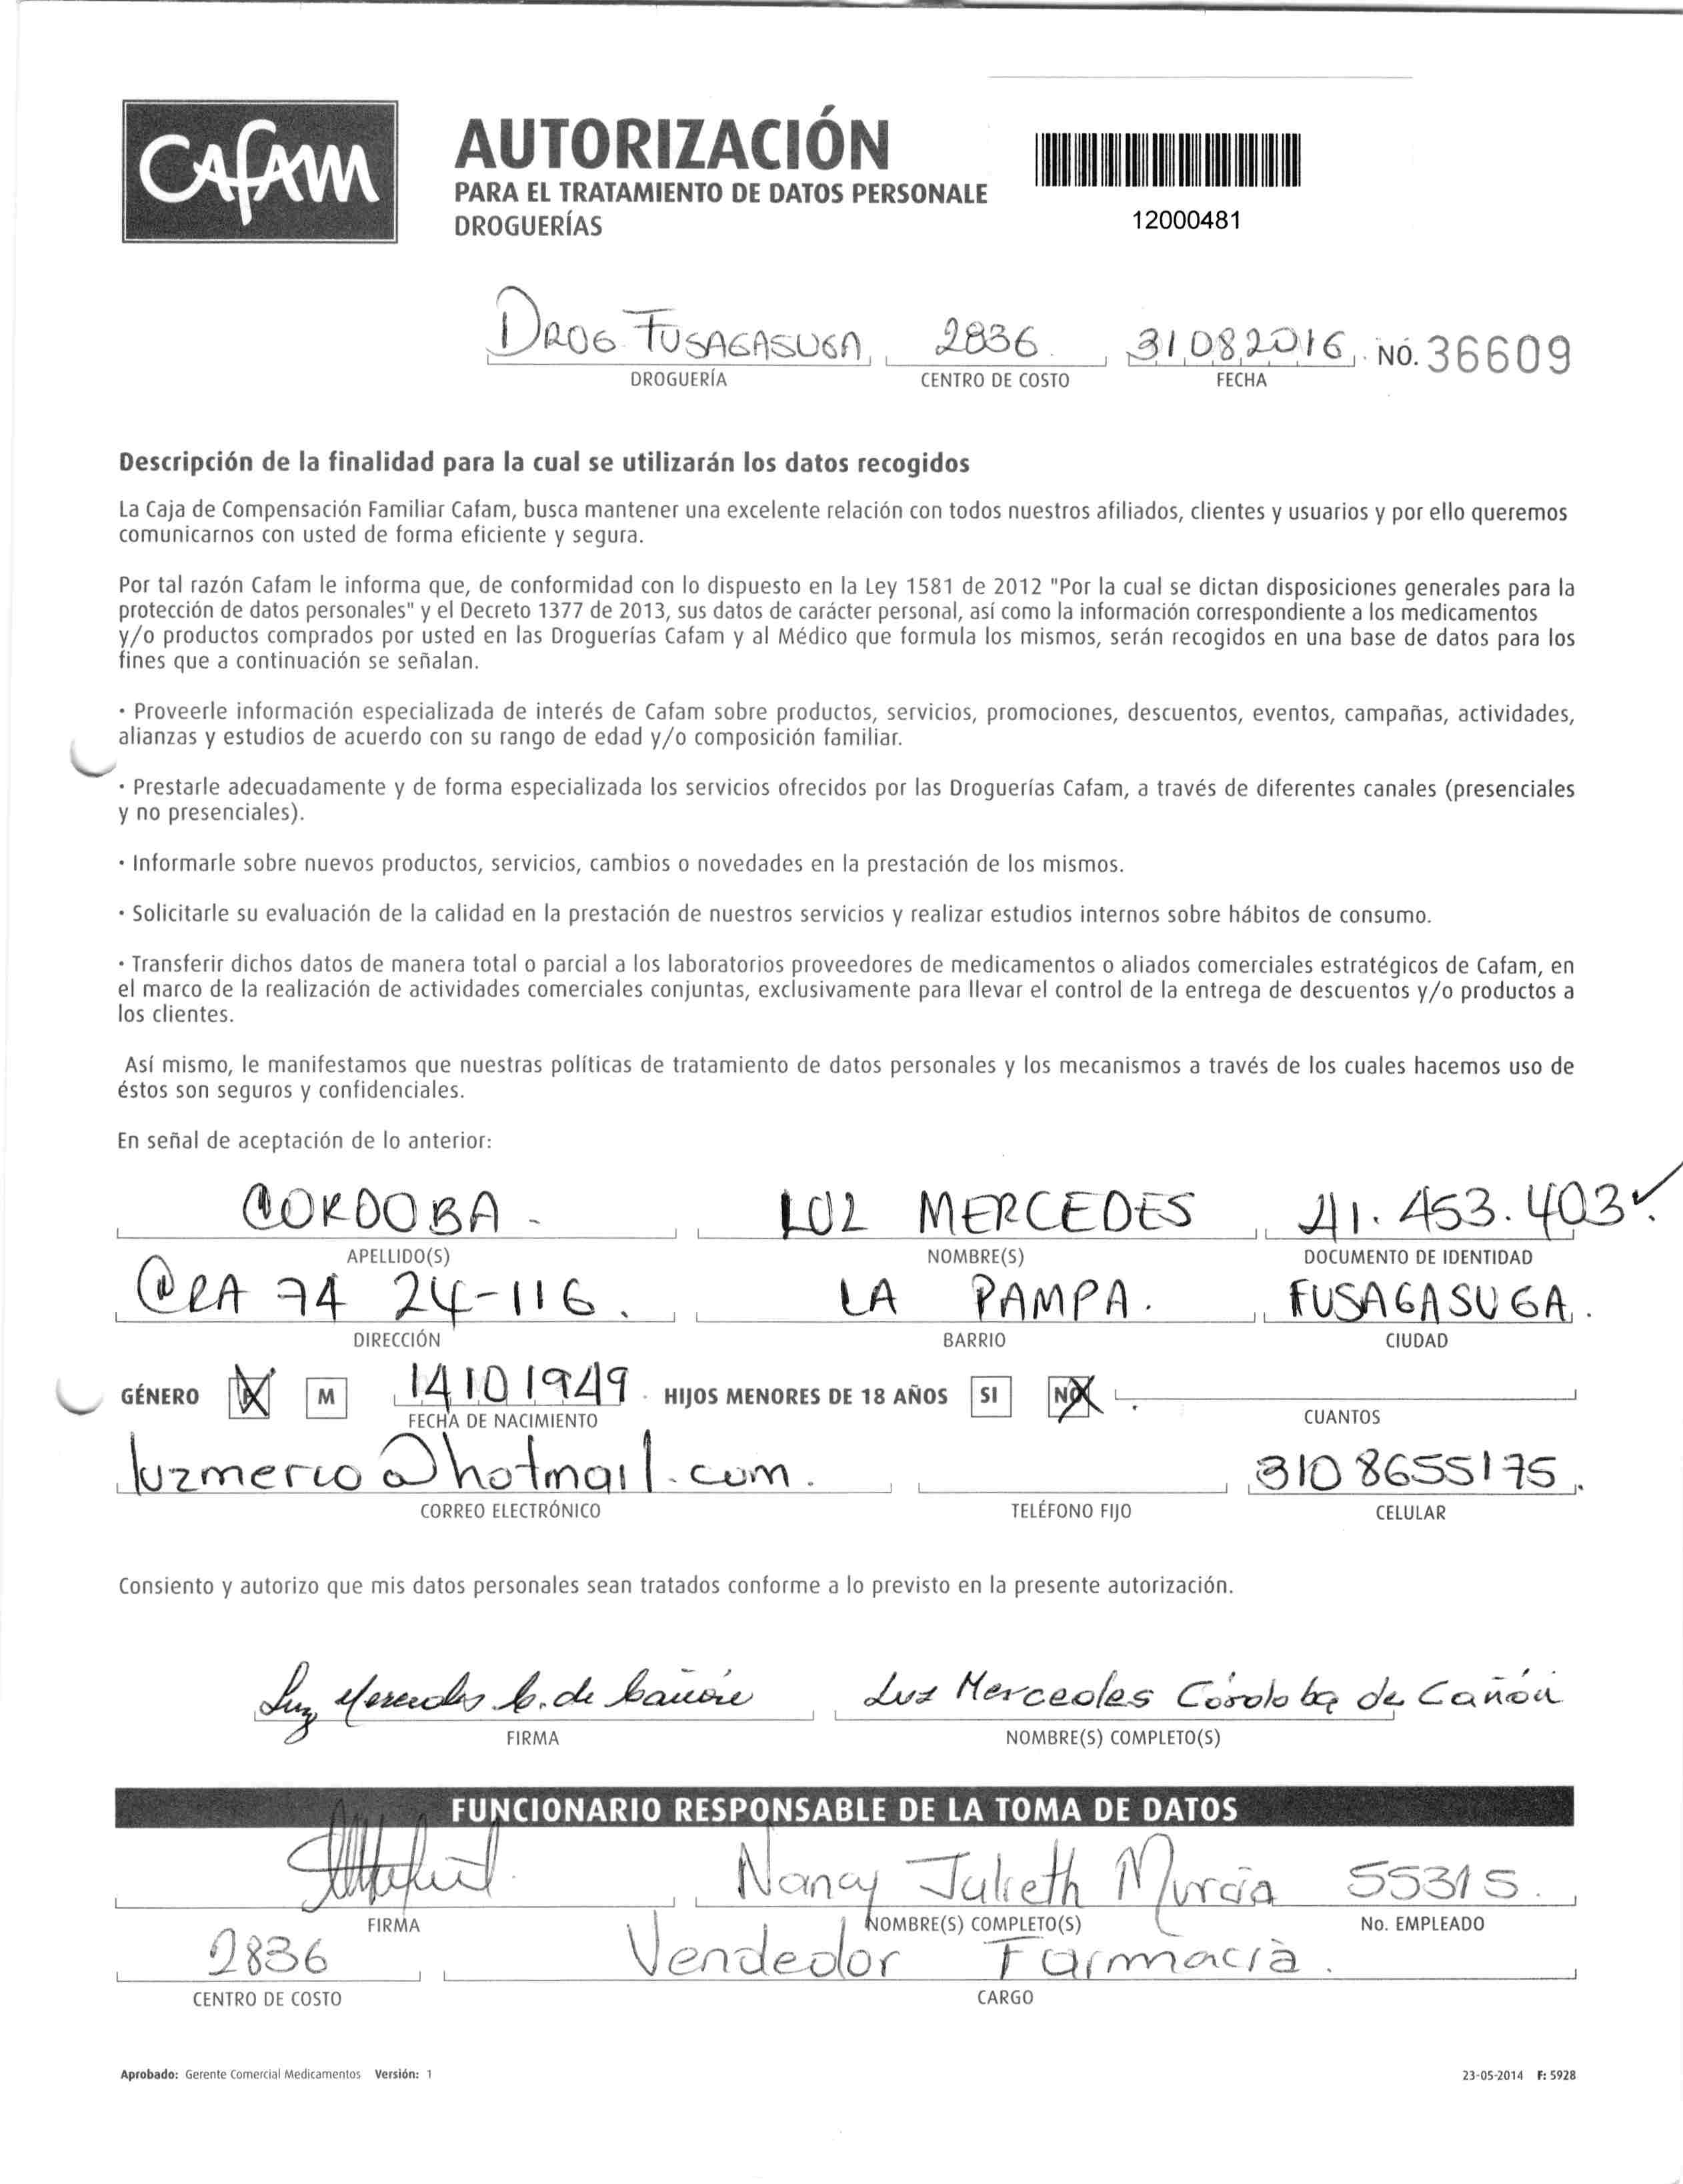 CAfAM
AUTORIZACIÓN
PARA EL TRATAMIENTO DE DATOS PERSONALE
DROGUERÍAS
12000481
DROG FUSAGASUGA 2836 31082016 NO. 36609
DROGUERÍA CENTRO DE COSTO FECHA
Descripción de la finalidad para la cual se utilizarán los datos recogidos
La Caja de Compensación Familiar Cafam, busca mantener una excelente relación con todos nuestros afiliados, clientes y usuarios y por ello queremos
comunicarnos con usted de forma eficiente y segura.
Por tal razón Cafam le informa que, de conformidad con lo dispuesto en la Ley 1581 de 2012 "Por la cual se dictan disposiciones generales para la
protección de datos personales" y el Decreto 1377 de 2013, sus datos de carácter personal, así como la información correspondiente a los medicamentos
y/o productos comprados por usted en las Droguerías Cafam y al Médico que formula los mismos, serán recogidos en una base de datos para los
fines que a continuación se señalan.
· Proveerle información especializada de interés de Cafam sobre productos, servicios, promociones, descuentos, eventos, campañas, actividades,
alianzas y estudios de acuerdo con su rango de edad y/o composición familiar.
· Prestarle adecuadamente y de forma especializada los servicios ofrecidos por las Droguerías Cafam, a través de diferentes canales (presenciales
y no presenciales).
· Informarle sobre nuevos productos, servicios, cambios o novedades en la prestación de los mismos.
· Solicitarle su evaluación de la calidad en la prestación de nuestros servicios y realizar estudios internos sobre hábitos de consumo.
· Transferir dichos datos de manera total o parcial a los laboratorios proveedores de medicamentos o aliados comerciales estratégicos de Cafam, en
el marco de la realización de actividades comerciales conjuntas, exclusivamente para llevar el control de la entrega de descuentos y/o productos a
los clientes.
Así mismo, le manifestamos que nuestras políticas de tratamiento de datos personales y los mecanismos a través de los cuales hacemos uso de
éstos son seguros y confidenciales.
En señal de aceptación de lo anterior:
CORDOBA. LUZ MERCEDES 41.453.403
APELLIDO(S) NOMBRE(S) DOCUMENTO DE IDENTIDAD
CRA 74 24-116. LA PAMPA. FUSAGASUGA.
DIRECCIÓN BARRIO CIUDAD
GÉNERO F M 14101949 HIJOS MENORES DE 18 AÑOS SI NO
FECHA DE NACIMIENTO CUANTOS
luzmerco@hotmail.com. 3108655175.
CORREO ELECTRÓNICO TELÉFONO FIJO CELULAR
Consiento y autorizo que mis datos personales sean tratados conforme a lo previsto en la presente autorización.
Luz Mercedes C. de Cañón Luz Mercedes Córdoba de Cañón
FIRMA NOMBRE(S) COMPLETO(S)
FUNCIONARIO RESPONSABLE DE LA TOMA DE DATOS
Nancy Julieth Murcia 55315.
FIRMA NOMBRE(S) COMPLETO(S) No. EMPLEADO
2836 Vendedor Farmacia.
CENTRO DE COSTO CARGO
Aprobado: Gerente Comercial Medicamentos Versión: 1 23-05-2014 F: 5928